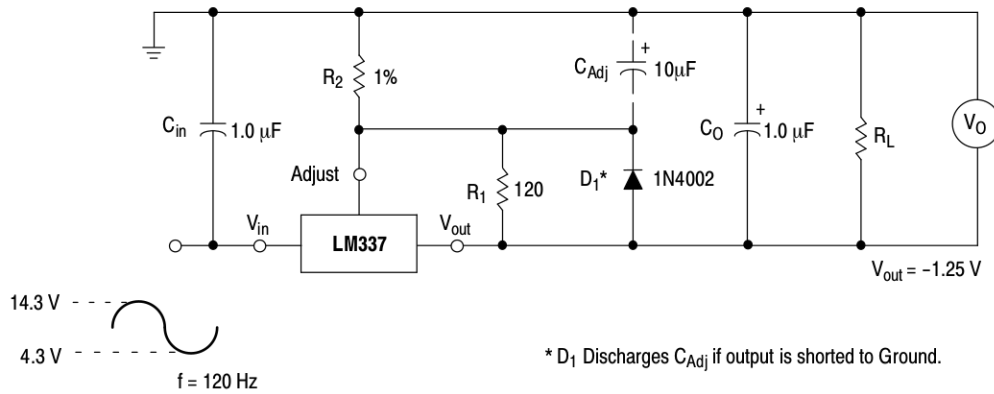 R2 1%
CAdj + 10μF
Cin 1.0 μF
CO + 1.0 μF
RL
VO
Adjust
R1 120
D1* 1N4002
Vin
LM337
Vout
Vout = −1.25 V
14.3 V
4.3 V
f = 120 Hz
* D1 Discharges CAdj if output is shorted to Ground.